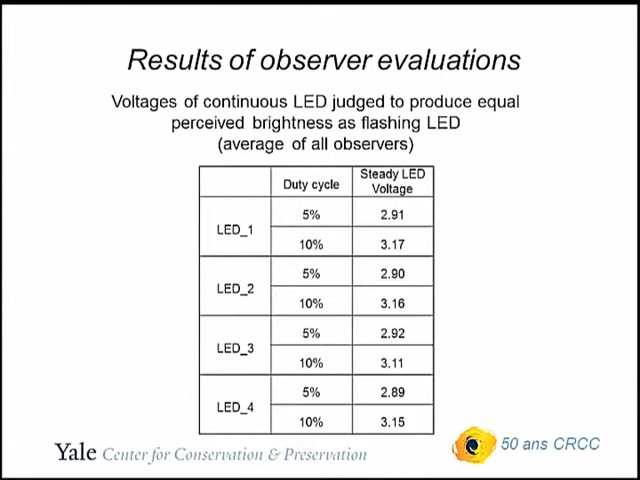 Results of observer evaluations
Voltages of continuous LED judged to produce equal
perceived brightness as flashing LED
(average of all observers)
Duty cycle
Steady LED
Voltage
LED_1
5%
2.91
10%
3.17
LED_2
5%
2.90
10%
3.16
LED_3
5%
2.92
10%
3.11
LED_4
5%
2.89
10%
3.15
Yale Center for Conservation & Preservation
50 ans CRCC